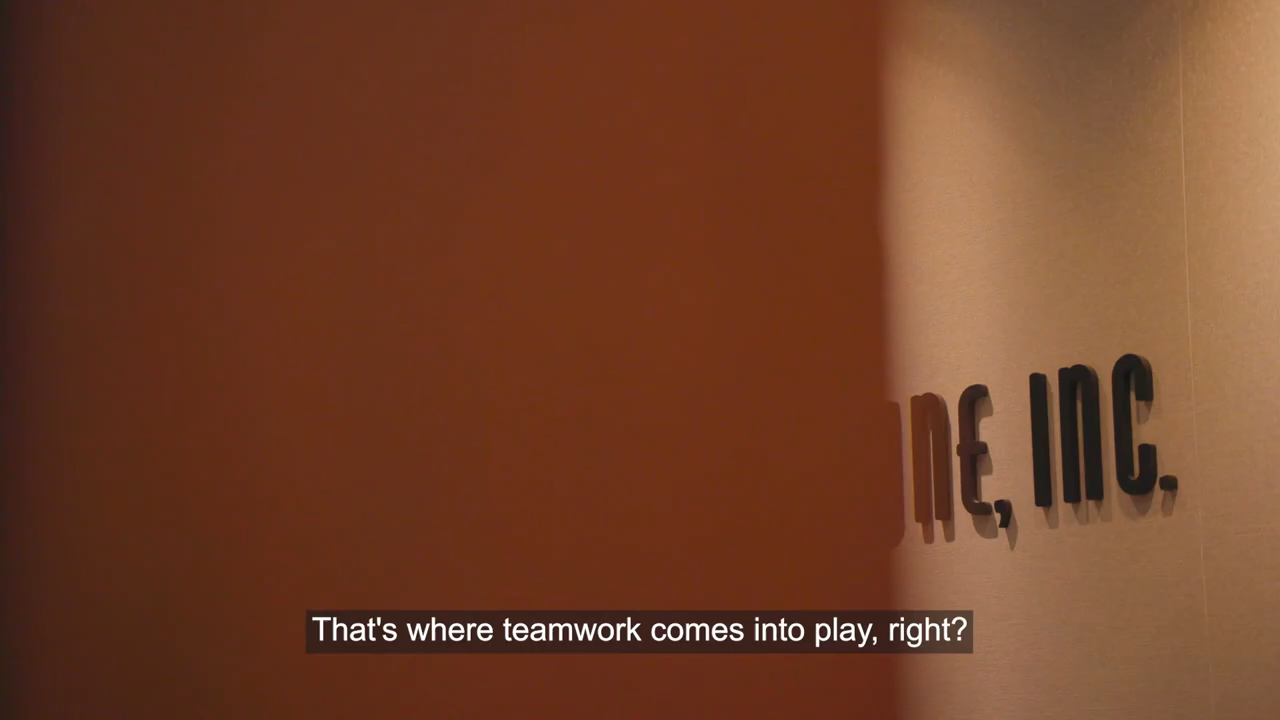 NE, INC.
That's where teamwork comes into play, right?